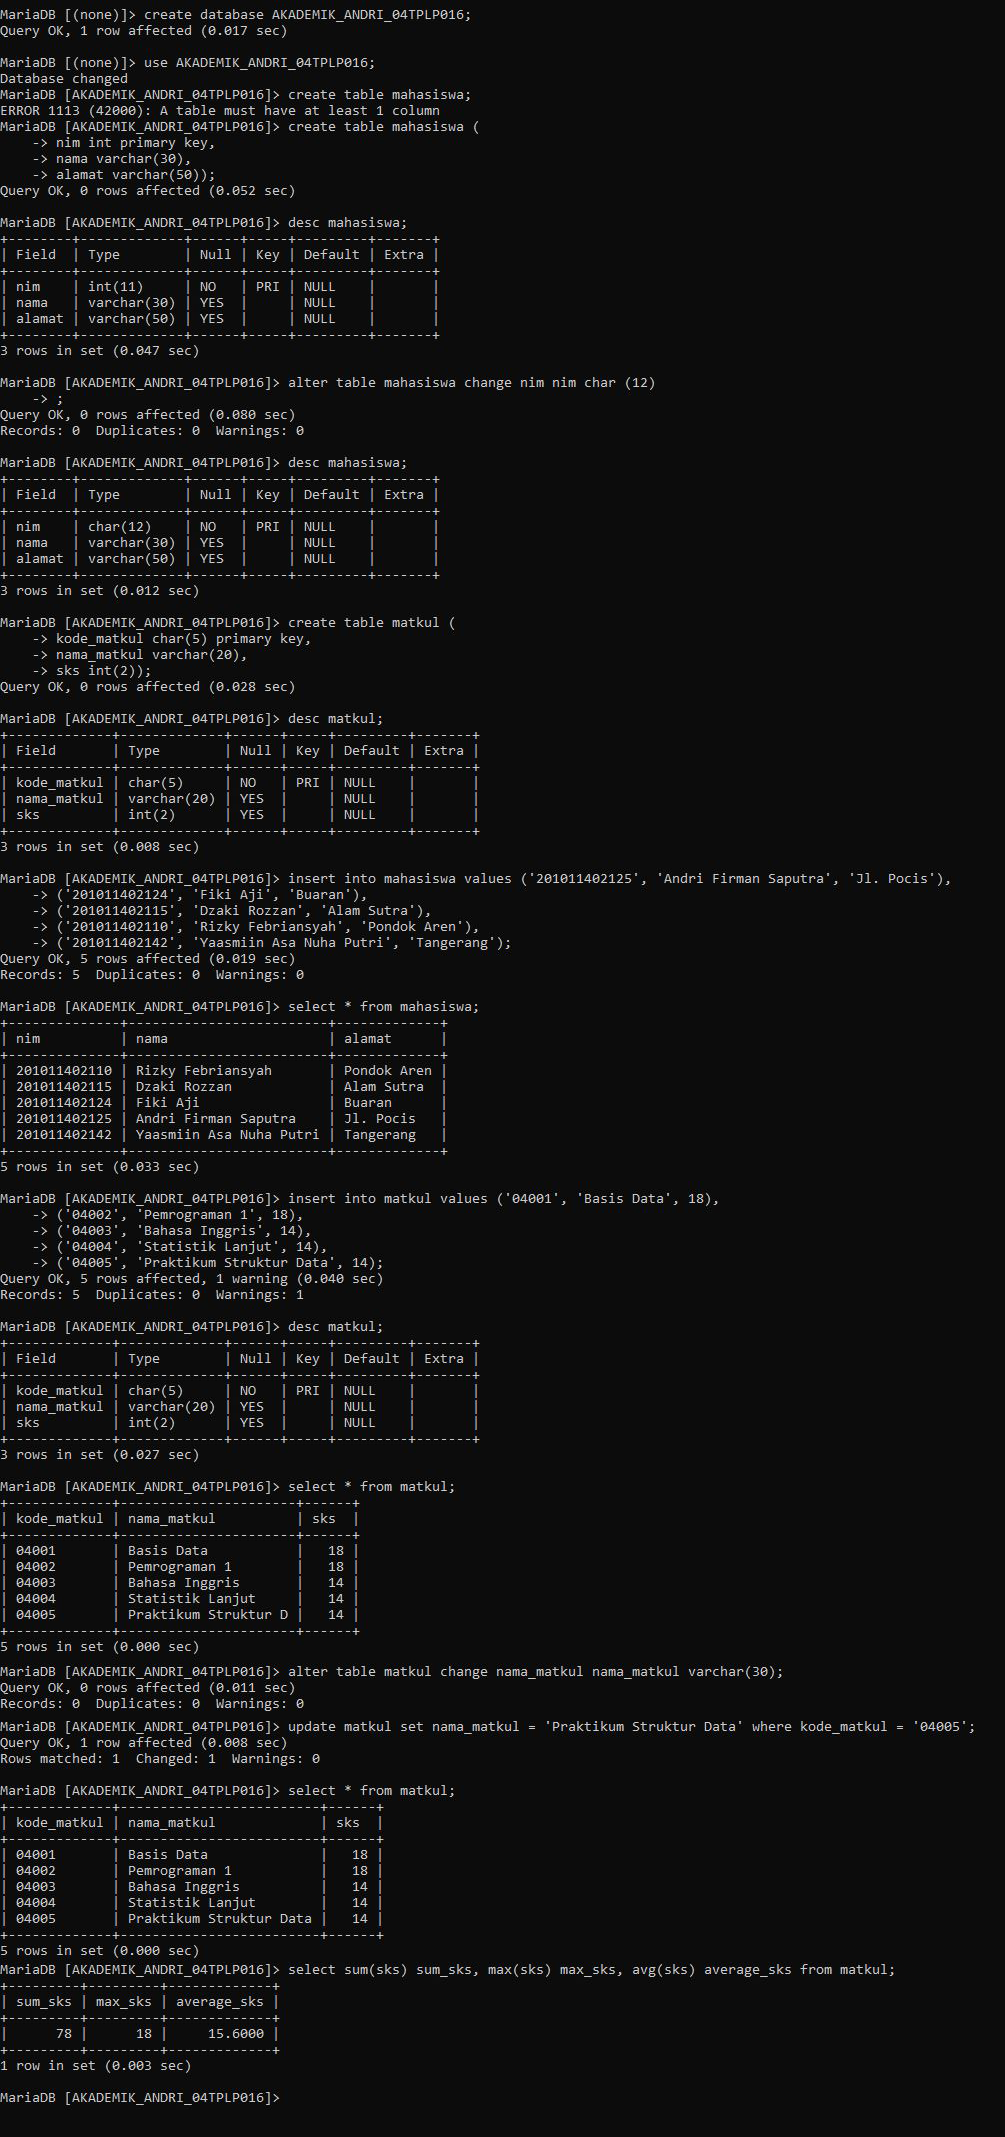 MariaDB [(none)]> create database AKADEMIK_ANDRI_04TPLP016;
Query OK, 1 row affected (0.017 sec)

MariaDB [(none)]> use AKADEMIK_ANDRI_04TPLP016;
Database changed
MariaDB [AKADEMIK_ANDRI_04TPLP016]> create table mahasiswa;
ERROR 1113 (42000): A table must have at least 1 column
MariaDB [AKADEMIK_ANDRI_04TPLP016]> create table mahasiswa (
    -> nim int primary key,
    -> nama varchar(30),
    -> alamat varchar(50));
Query OK, 0 rows affected (0.052 sec)

MariaDB [AKADEMIK_ANDRI_04TPLP016]> desc mahasiswa;
+--------+-------------+------+-----+---------+-------+
| Field  | Type        | Null | Key | Default | Extra |
+--------+-------------+------+-----+---------+-------+
| nim    | int(11)     | NO   | PRI | NULL    |       |
| nama   | varchar(30) | YES  |     | NULL    |       |
| alamat | varchar(50) | YES  |     | NULL    |       |
+--------+-------------+------+-----+---------+-------+
3 rows in set (0.047 sec)

MariaDB [AKADEMIK_ANDRI_04TPLP016]> alter table mahasiswa change nim nim char (12)
    -> ;
Query OK, 0 rows affected (0.080 sec)
Records: 0  Duplicates: 0  Warnings: 0

MariaDB [AKADEMIK_ANDRI_04TPLP016]> desc mahasiswa;
+--------+-------------+------+-----+---------+-------+
| Field  | Type        | Null | Key | Default | Extra |
+--------+-------------+------+-----+---------+-------+
| nim    | char(12)    | NO   | PRI | NULL    |       |
| nama   | varchar(30) | YES  |     | NULL    |       |
| alamat | varchar(50) | YES  |     | NULL    |       |
+--------+-------------+------+-----+---------+-------+
3 rows in set (0.012 sec)

MariaDB [AKADEMIK_ANDRI_04TPLP016]> create table matkul (
    -> kode_matkul char(5) primary key,
    -> nama_matkul varchar(20),
    -> sks int(2));
Query OK, 0 rows affected (0.028 sec)

MariaDB [AKADEMIK_ANDRI_04TPLP016]> desc matkul;
+-------------+-------------+------+-----+---------+-------+
| Field       | Type        | Null | Key | Default | Extra |
+-------------+-------------+------+-----+---------+-------+
| kode_matkul | char(5)     | NO   | PRI | NULL    |       |
| nama_matkul | varchar(20) | YES  |     | NULL    |       |
| sks         | int(2)      | YES  |     | NULL    |       |
+-------------+-------------+------+-----+---------+-------+
3 rows in set (0.008 sec)

MariaDB [AKADEMIK_ANDRI_04TPLP016]> insert into mahasiswa values ('201011402125', 'Andri Firman Saputra', 'Jl. Pocis'),
    -> ('201011402124', 'Fiki Aji', 'Buaran'),
    -> ('201011402115', 'Dzaki Rozzan', 'Alam Sutra'),
    -> ('201011402110', 'Rizky Febriansyah', 'Pondok Aren'),
    -> ('201011402142', 'Yaasmiin Asa Nuha Putri', 'Tangerang');
Query OK, 5 rows affected (0.019 sec)
Records: 5  Duplicates: 0  Warnings: 0

MariaDB [AKADEMIK_ANDRI_04TPLP016]> select * from mahasiswa;
+--------------+-------------------------+-------------+
| nim          | nama                    | alamat      |
+--------------+-------------------------+-------------+
| 201011402110 | Rizky Febriansyah       | Pondok Aren |
| 201011402115 | Dzaki Rozzan            | Alam Sutra  |
| 201011402124 | Fiki Aji                | Buaran      |
| 201011402125 | Andri Firman Saputra    | Jl. Pocis   |
| 201011402142 | Yaasmiin Asa Nuha Putri | Tangerang   |
+--------------+-------------------------+-------------+
5 rows in set (0.033 sec)

MariaDB [AKADEMIK_ANDRI_04TPLP016]> insert into matkul values ('04001', 'Basis Data', 18),
    -> ('04002', 'Pemrograman 1', 18),
    -> ('04003', 'Bahasa Inggris', 14),
    -> ('04004', 'Statistik Lanjut', 14),
    -> ('04005', 'Praktikum Struktur Data', 14);
Query OK, 5 rows affected, 1 warning (0.040 sec)
Records: 5  Duplicates: 0  Warnings: 1

MariaDB [AKADEMIK_ANDRI_04TPLP016]> desc matkul;
+-------------+-------------+------+-----+---------+-------+
| Field       | Type        | Null | Key | Default | Extra |
+-------------+-------------+------+-----+---------+-------+
| kode_matkul | char(5)     | NO   | PRI | NULL    |       |
| nama_matkul | varchar(20) | YES  |     | NULL    |       |
| sks         | int(2)      | YES  |     | NULL    |       |
+-------------+-------------+------+-----+---------+-------+
3 rows in set (0.027 sec)

MariaDB [AKADEMIK_ANDRI_04TPLP016]> select * from matkul;
+-------------+----------------------+------+
| kode_matkul | nama_matkul          | sks  |
+-------------+----------------------+------+
| 04001       | Basis Data           |   18 |
| 04002       | Pemrograman 1        |   18 |
| 04003       | Bahasa Inggris       |   14 |
| 04004       | Statistik Lanjut     |   14 |
| 04005       | Praktikum Struktur D |   14 |
+-------------+----------------------+------+
5 rows in set (0.000 sec)
MariaDB [AKADEMIK_ANDRI_04TPLP016]> alter table matkul change nama_matkul nama_matkul varchar(30);
Query OK, 0 rows affected (0.011 sec)
Records: 0  Duplicates: 0  Warnings: 0
MariaDB [AKADEMIK_ANDRI_04TPLP016]> update matkul set nama_matkul = 'Praktikum Struktur Data' where kode_matkul = '04005';
Query OK, 1 row affected (0.008 sec)
Rows matched: 1  Changed: 1  Warnings: 0

MariaDB [AKADEMIK_ANDRI_04TPLP016]> select * from matkul;
+-------------+-------------------------+------+
| kode_matkul | nama_matkul             | sks  |
+-------------+-------------------------+------+
| 04001       | Basis Data              |   18 |
| 04002       | Pemrograman 1           |   18 |
| 04003       | Bahasa Inggris          |   14 |
| 04004       | Statistik Lanjut        |   14 |
| 04005       | Praktikum Struktur Data |   14 |
+-------------+-------------------------+------+
5 rows in set (0.000 sec)
MariaDB [AKADEMIK_ANDRI_04TPLP016]> select sum(sks) sum_sks, max(sks) max_sks, avg(sks) average_sks from matkul;
+---------+---------+-------------+
| sum_sks | max_sks | average_sks |
+---------+---------+-------------+
|      78 |      18 |     15.6000 |
+---------+---------+-------------+
1 row in set (0.003 sec)

MariaDB [AKADEMIK_ANDRI_04TPLP016]>